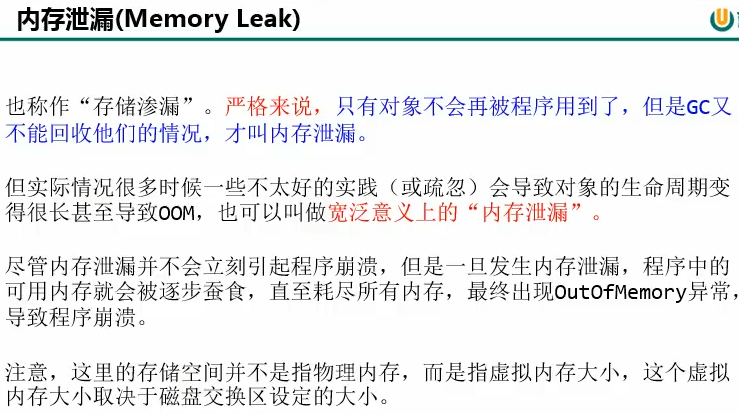 内存泄漏(Memory Leak)
也称作“存储渗漏”。严格来说，只有对象不会再被程序用到了，但是GC又
不能回收他们的情况，才叫内存泄漏。
但实际情况很多时候一些不太好的实践（或疏忽）会导致对象的生命周期变
得很长甚至导致OOM，也可以叫做宽泛意义上的“内存泄漏”。
尽管内存泄漏并不会立刻引起程序崩溃，但是一旦发生内存泄漏，程序中的
可用内存就会被逐步蚕食，直至耗尽所有内存，最终出现OutOfMemory异常，
导致程序崩溃。
注意，这里的存储空间并不是指物理内存，而是指虚拟内存大小，这个虚拟
内存大小取决于磁盘交换区设定的大小。